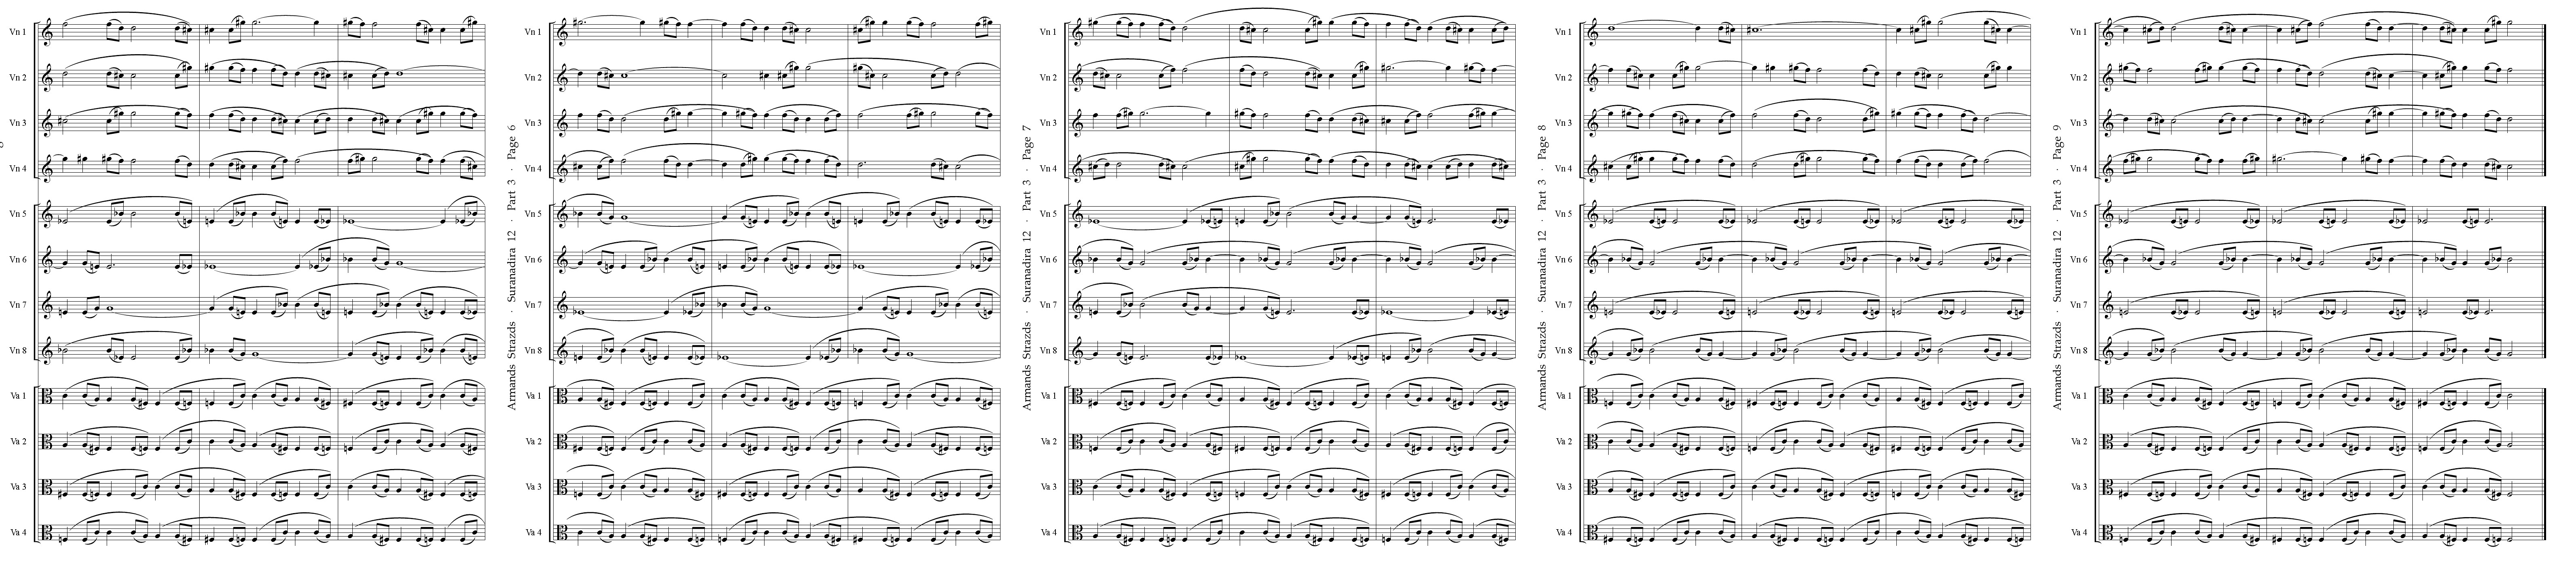 Vn 1
Vn 2
Vn 3
Vn 4
Vn 5
Vn 6
Vn 7
Vn 8
Va 1
Va 2
Va 3
Va 4
Armands Strazds · Suranadira 12 · Part 3 · Page 6
Vn 1
Vn 2
Vn 3
Vn 4
Vn 5
Vn 6
Vn 7
Vn 8
Va 1
Va 2
Va 3
Va 4
Armands Strazds · Suranadira 12 · Part 3 · Page 7
Vn 1
Vn 2
Vn 3
Vn 4
Vn 5
Vn 6
Vn 7
Vn 8
Va 1
Va 2
Va 3
Va 4
Armands Strazds · Suranadira 12 · Part 3 · Page 8
Vn 1
Vn 2
Vn 3
Vn 4
Vn 5
Vn 6
Vn 7
Vn 8
Va 1
Va 2
Va 3
Va 4
Armands Strazds · Suranadira 12 · Part 3 · Page 9
Vn 1
Vn 2
Vn 3
Vn 4
Vn 5
Vn 6
Vn 7
Vn 8
Va 1
Va 2
Va 3
Va 4